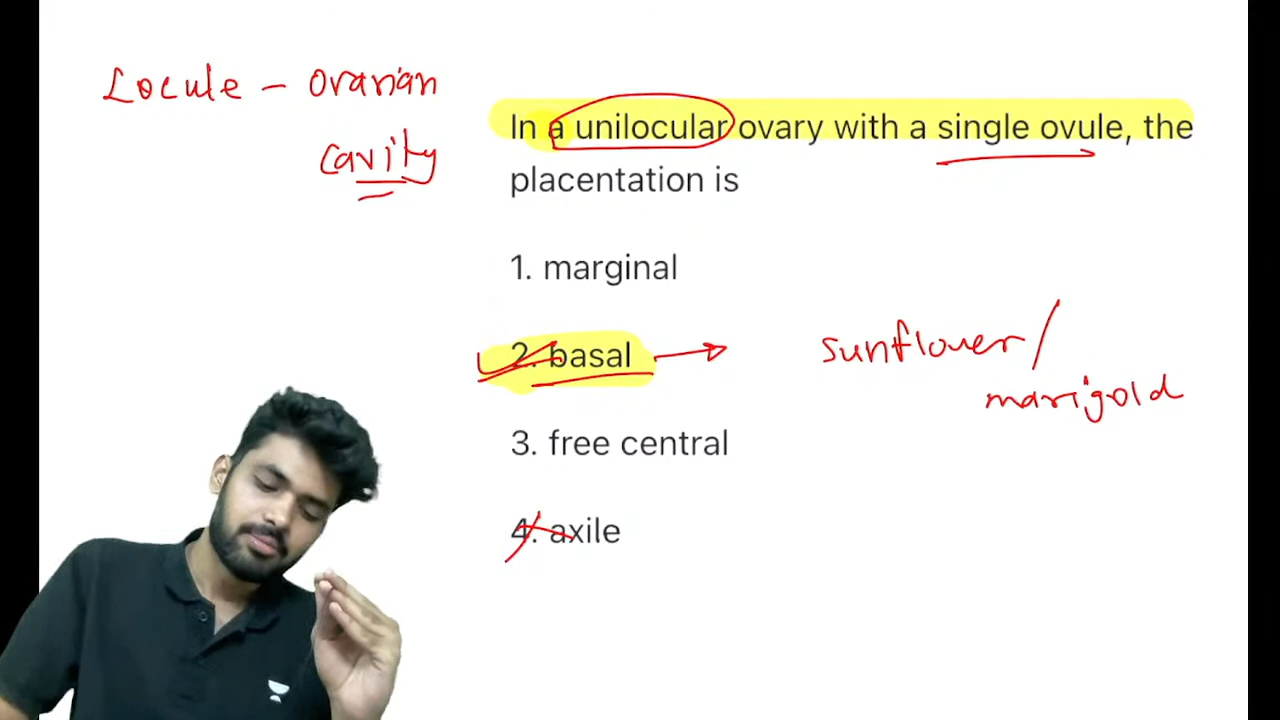 Locule - ovarian
cavity
In a unilocular ovary with a single ovule, the
placentation is
1. marginal
2. basal
sunflower/
marigold
3. free central
4. axile